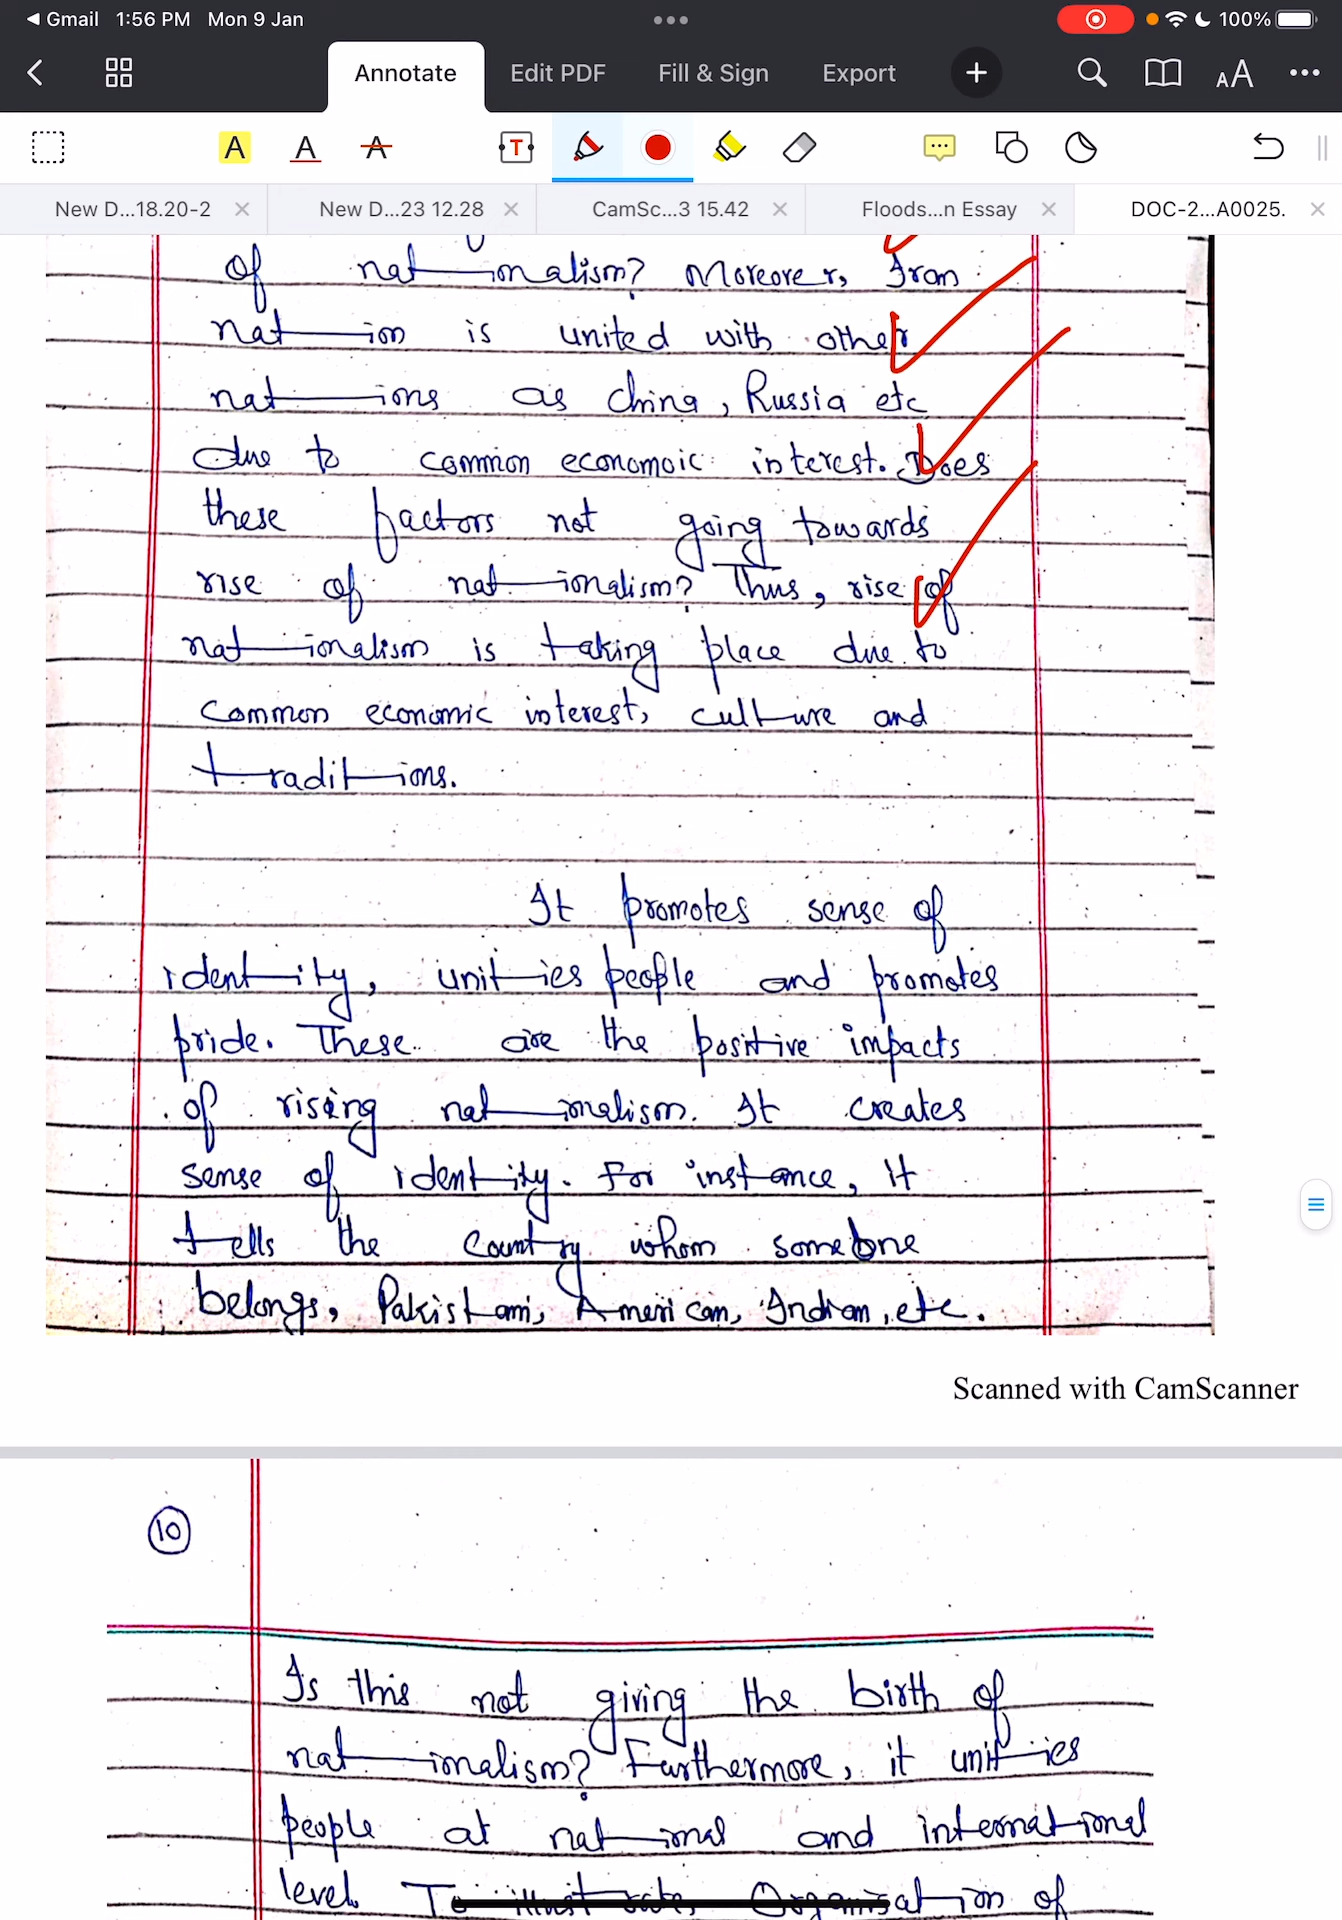 Gmail 1:56 PM Mon 9 Jan 100%
Annotate Edit PDF Fill & Sign Export
New D...18.20-2 New D...23 12.28 CamSc...3 15.42 Floods...n Essay DOC-2...A0025.
of nationalism? Moreover, Iran
nation is united with other
nations as china, Russia etc
due to common economoic interest. Does
these factors not going towards
rise of nationalism? Thus, rise of
nationalism is taking place due to
common economic interest, culture and
traditions.
It promotes sense of
identity, unities people and promotes
pride. These are the positive impacts
of rising nationalism. It creates
sense of identity. For instance, it
tells the country whom someone
belongs, Pakistani, American, Indian, etc.
Scanned with CamScanner
10
Is this not giving the birth of
nationalism? Furthermore, it unities
people at national and international
level. To illustrate, Organisation of